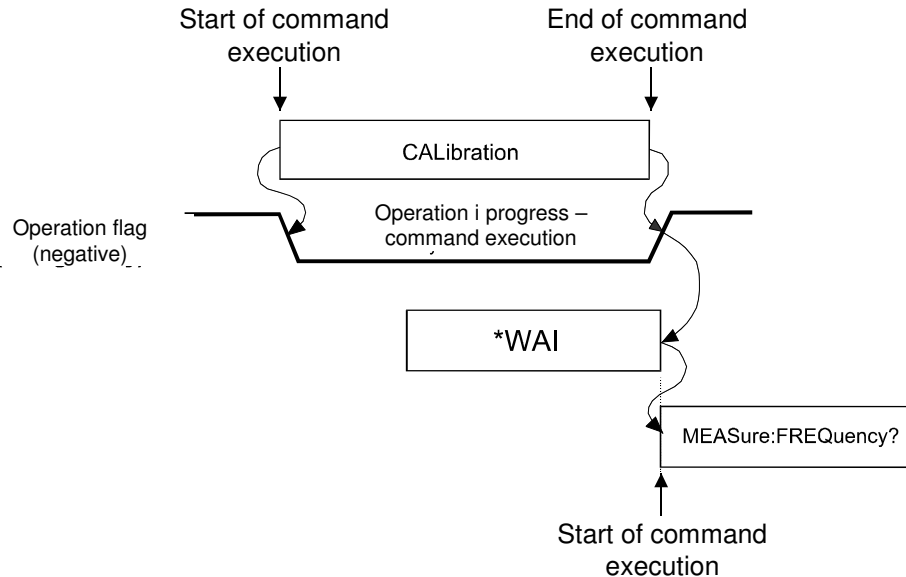 Start of command
execution
End of command
execution
CALibration
Operation flag
(negative)
Operation i progress –
command execution
*WAI
MEASure:FREQuency?
Start of command
execution